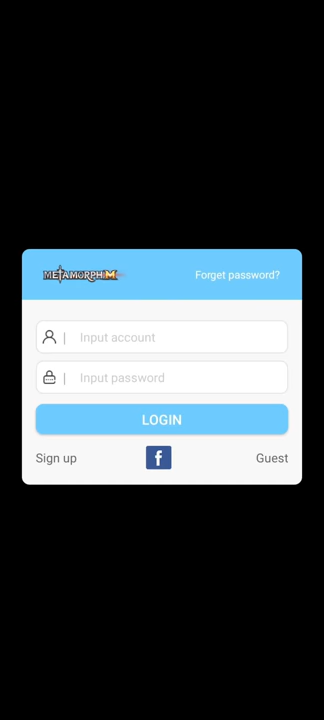 METAMORPH M
Forget password?
Input account
Input password
LOGIN
Sign up
f
Guest